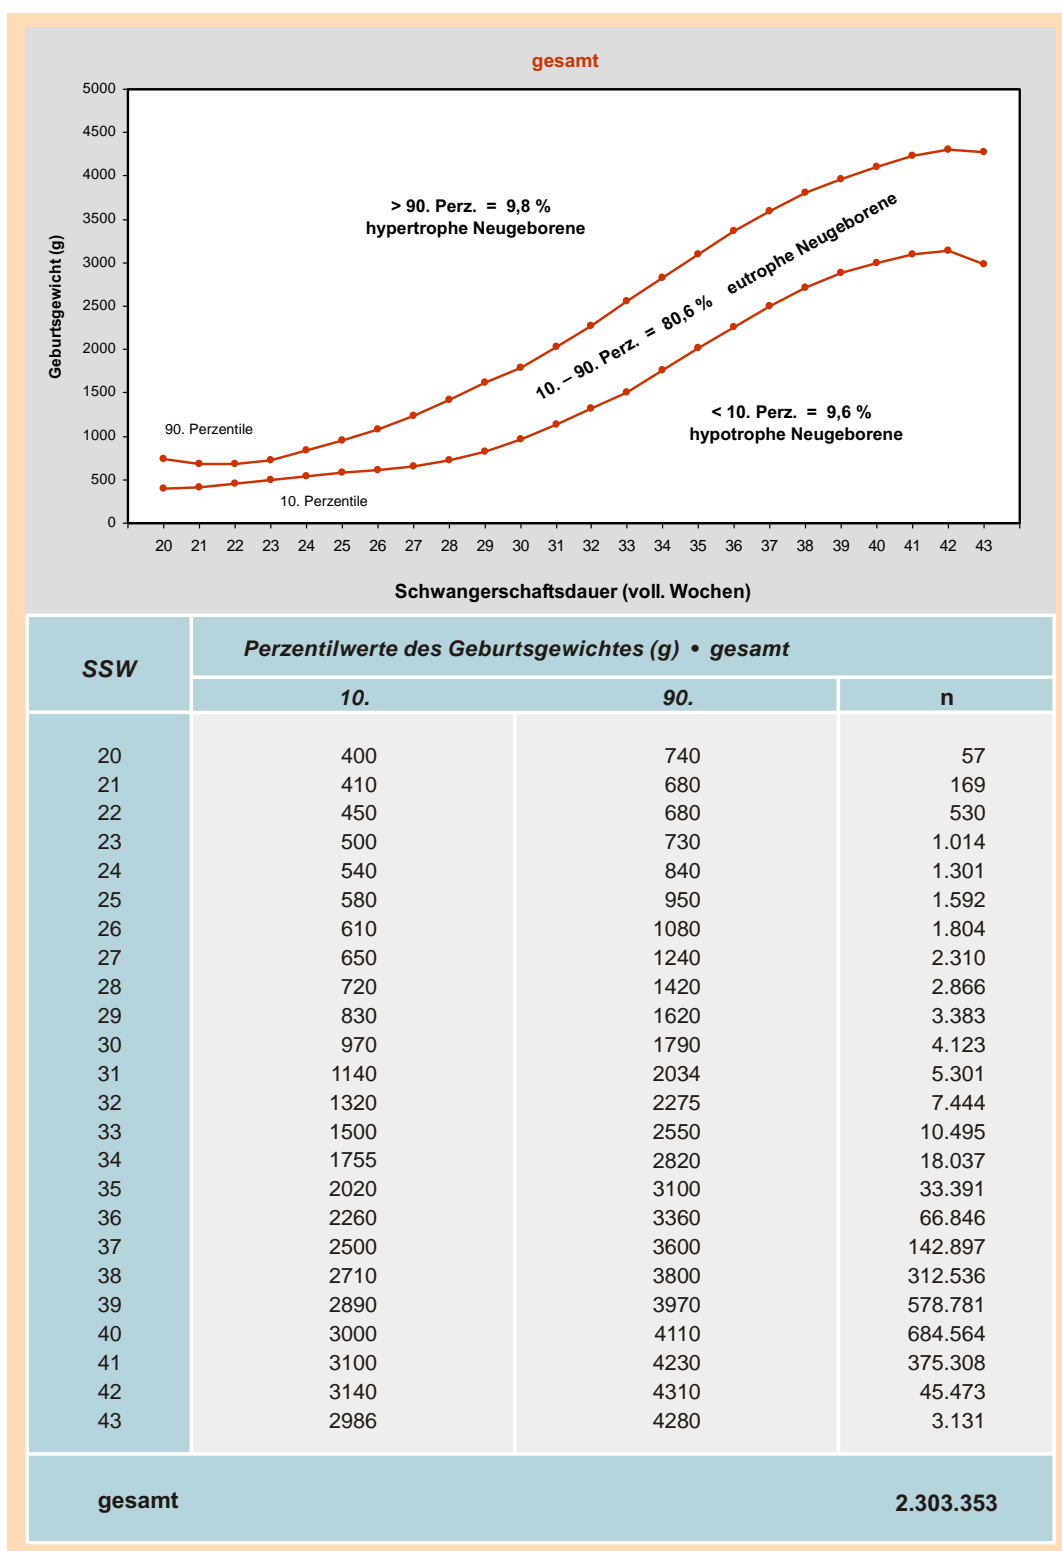 gesamt
5000
4500
4000
3500
3000
2500
2000
1500
1000
500
0
Geburtsgewicht (g)
> 90. Perz. = 9,8 %
hypertrophe Neugeborene
10. – 90. Perz. = 80,6 % eutrophe Neugeborene
< 10. Perz. = 9,6 %
hypotrophe Neugeborene
90. Perzentile
10. Perzentile
20 21 22 23 24 25 26 27 28 29 30 31 32 33 34 35 36 37 38 39 40 41 42 43
Schwangerschaftsdauer (voll. Wochen)
SSW Perzentilwerte des Geburtsgewichtes (g) • gesamt
10. 90. n
20 400 740 57
21 410 680 169
22 450 680 530
23 500 730 1.014
24 540 840 1.301
25 580 950 1.592
26 610 1080 1.804
27 650 1240 2.310
28 720 1420 2.866
29 830 1620 3.383
30 970 1790 4.123
31 1140 2034 5.301
32 1320 2275 7.444
33 1500 2550 10.495
34 1755 2820 18.037
35 2020 3100 33.391
36 2260 3360 66.846
37 2500 3600 142.897
38 2710 3800 312.536
39 2890 3970 578.781
40 3000 4110 684.564
41 3100 4230 375.308
42 3140 4310 45.473
43 2986 4280 3.131
gesamt 2.303.353